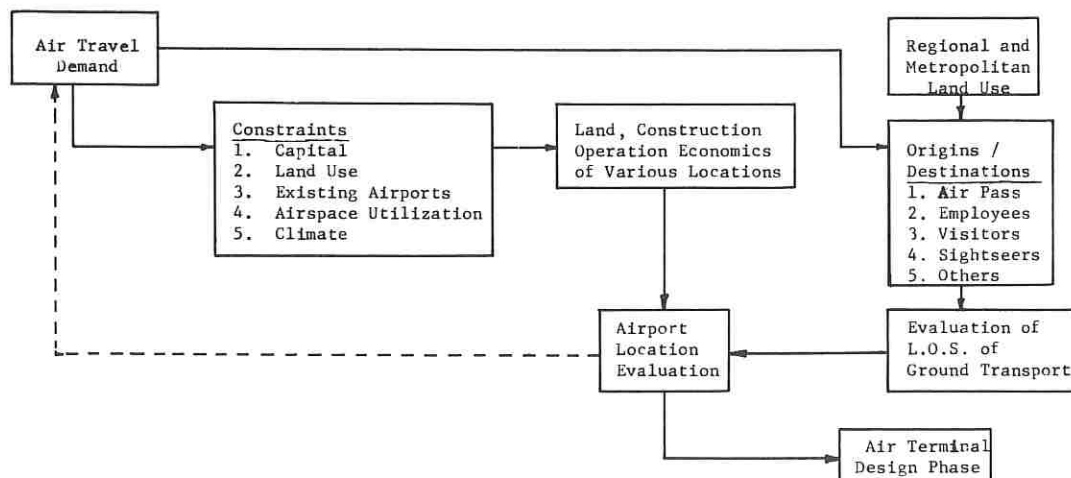 Air Travel
Demand
Regional and
Metropolitan
Land Use
Constraints
1. Capital
2. Land Use
3. Existing Airports
4. Airspace Utilization
5. Climate
Land, Construction
Operation Economics
of Various Locations
Origins /
Destinations
1. Air Pass
2. Employees
3. Visitors
4. Sightseers
5. Others
Airport
Location
Evaluation
Evaluation of
L.O.S. of
Ground Transport
Air Terminal
Design Phase